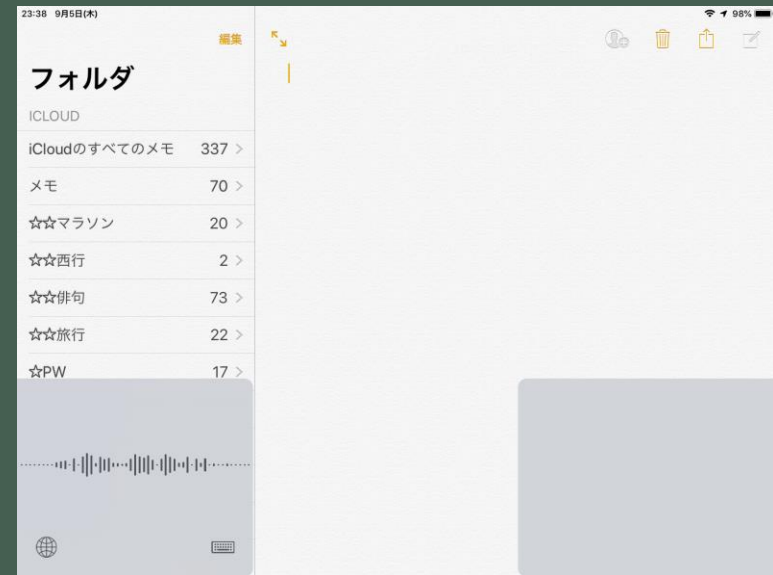 23:38 9月5日(木)
98%
編集
フォルダ
ICLOUD
iCloudのすべてのメモ 337
メモ 70
☆☆マラソン 20
☆☆西行 2
☆☆俳句 73
☆☆旅行 22
☆PW 17